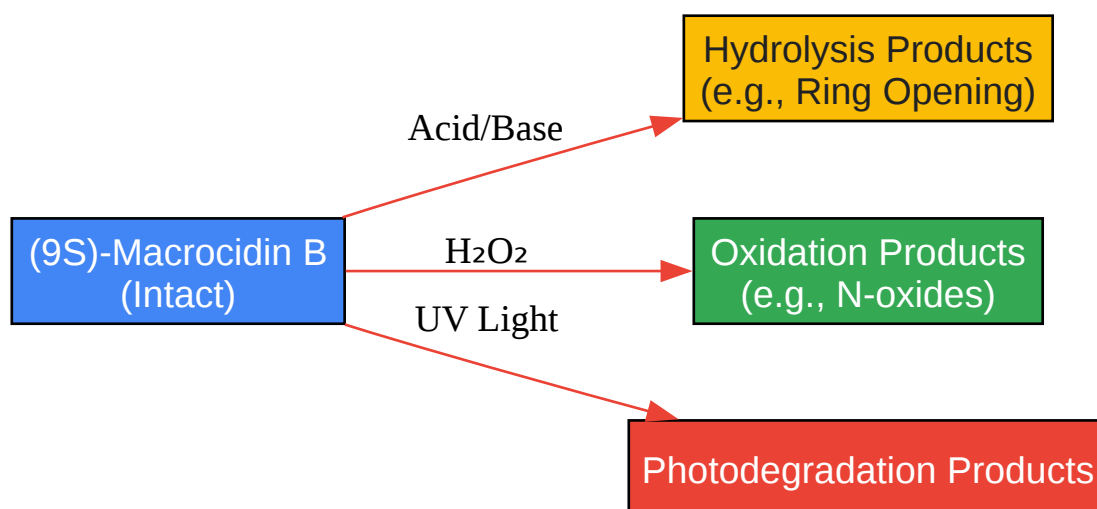 Hydrolysis Products
(e.g., Ring Opening)
Acid/Base
(9S)-Macrocidin B
(Intact)
H₂O₂
Oxidation Products
(e.g., N-oxides)
UV Light
Photodegradation Products